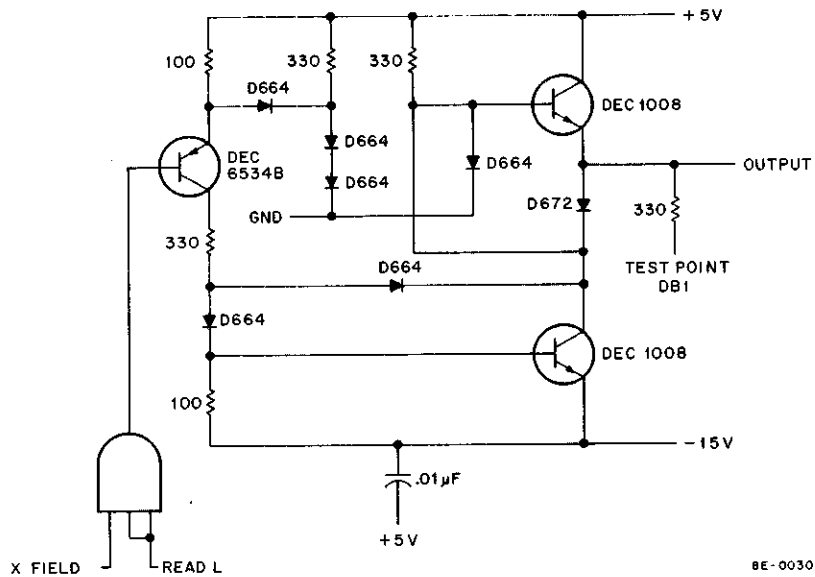 +5V
100
330
330
D664
DEC 1008
DEC
6534B
D664
D664
D664
OUTPUT
GND
D672
330
330
TEST POINT
DB1
D664
D664
DEC 1008
100
-15V
.01µF
+5V
X FIELD
READ L
8E-0030